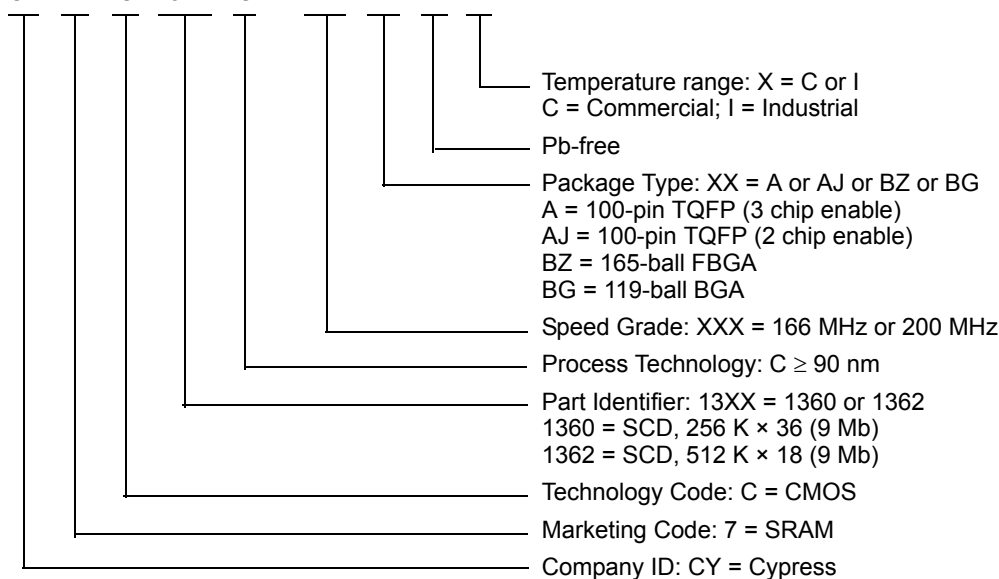 Temperature range: X = C or I
C = Commercial; I = Industrial
Pb-free
Package Type: XX = A or AJ or BZ or BG
A = 100-pin TQFP (3 chip enable)
AJ = 100-pin TQFP (2 chip enable)
BZ = 165-ball FBGA
BG = 119-ball BGA
Speed Grade: XXX = 166 MHz or 200 MHz
Process Technology: C ≥ 90 nm
Part Identifier: 13XX = 1360 or 1362
1360 = SCD, 256 K × 36 (9 Mb)
1362 = SCD, 512 K × 18 (9 Mb)
Technology Code: C = CMOS
Marketing Code: 7 = SRAM
Company ID: CY = Cypress